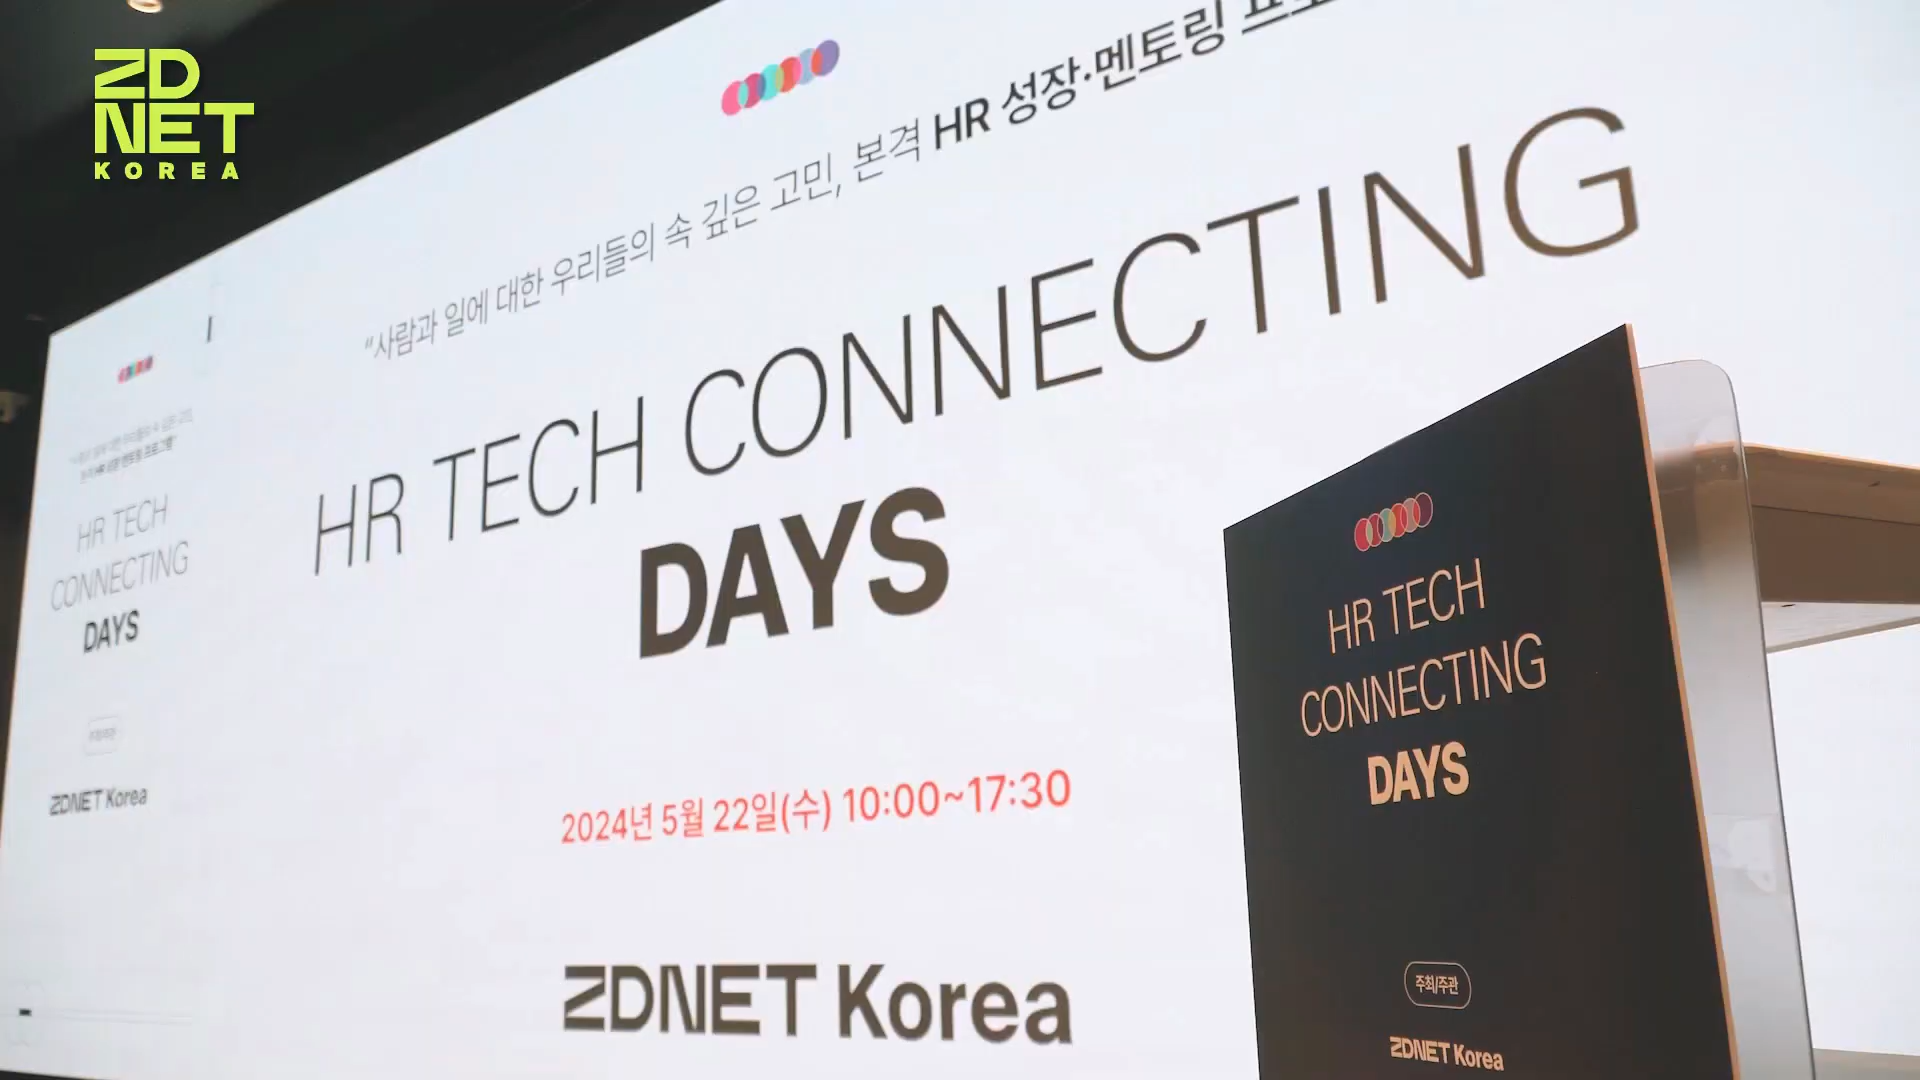 ZD
NET
KOREA
"사람과 일에 대한 우리들의 속 깊은 고민, 본격 HR 성장·멘토링
HR TECH CONNECTING
DAYS
2024년 5월 22일(수) 10:00~17:30
ZDNET Korea
HR TECH
CONNECTING
DAYS
ZDNET Korea
HR TECH
CONNECTING
DAYS
주최/주관
ZDNET Korea